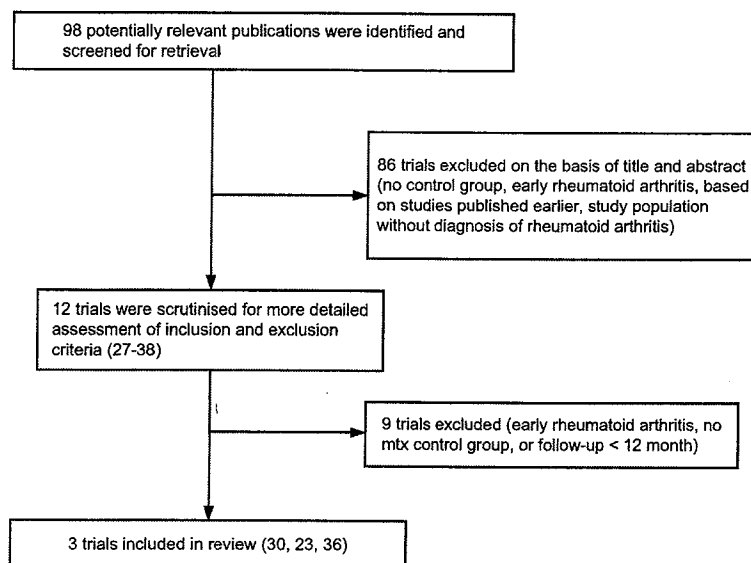 98 potentially relevant publications were identified and
screened for retrieval
86 trials excluded on the basis of title and abstract
(no control group, early rheumatoid arthritis, based
on studies published earlier, study population
without diagnosis of rheumatoid arthritis)
12 trials were scrutinised for more detailed
assessment of inclusion and exclusion
criteria (27-38)
9 trials excluded (early rheumatoid arthritis, no
mtx control group, or follow-up < 12 month)
3 trials included in review (30, 23, 36)